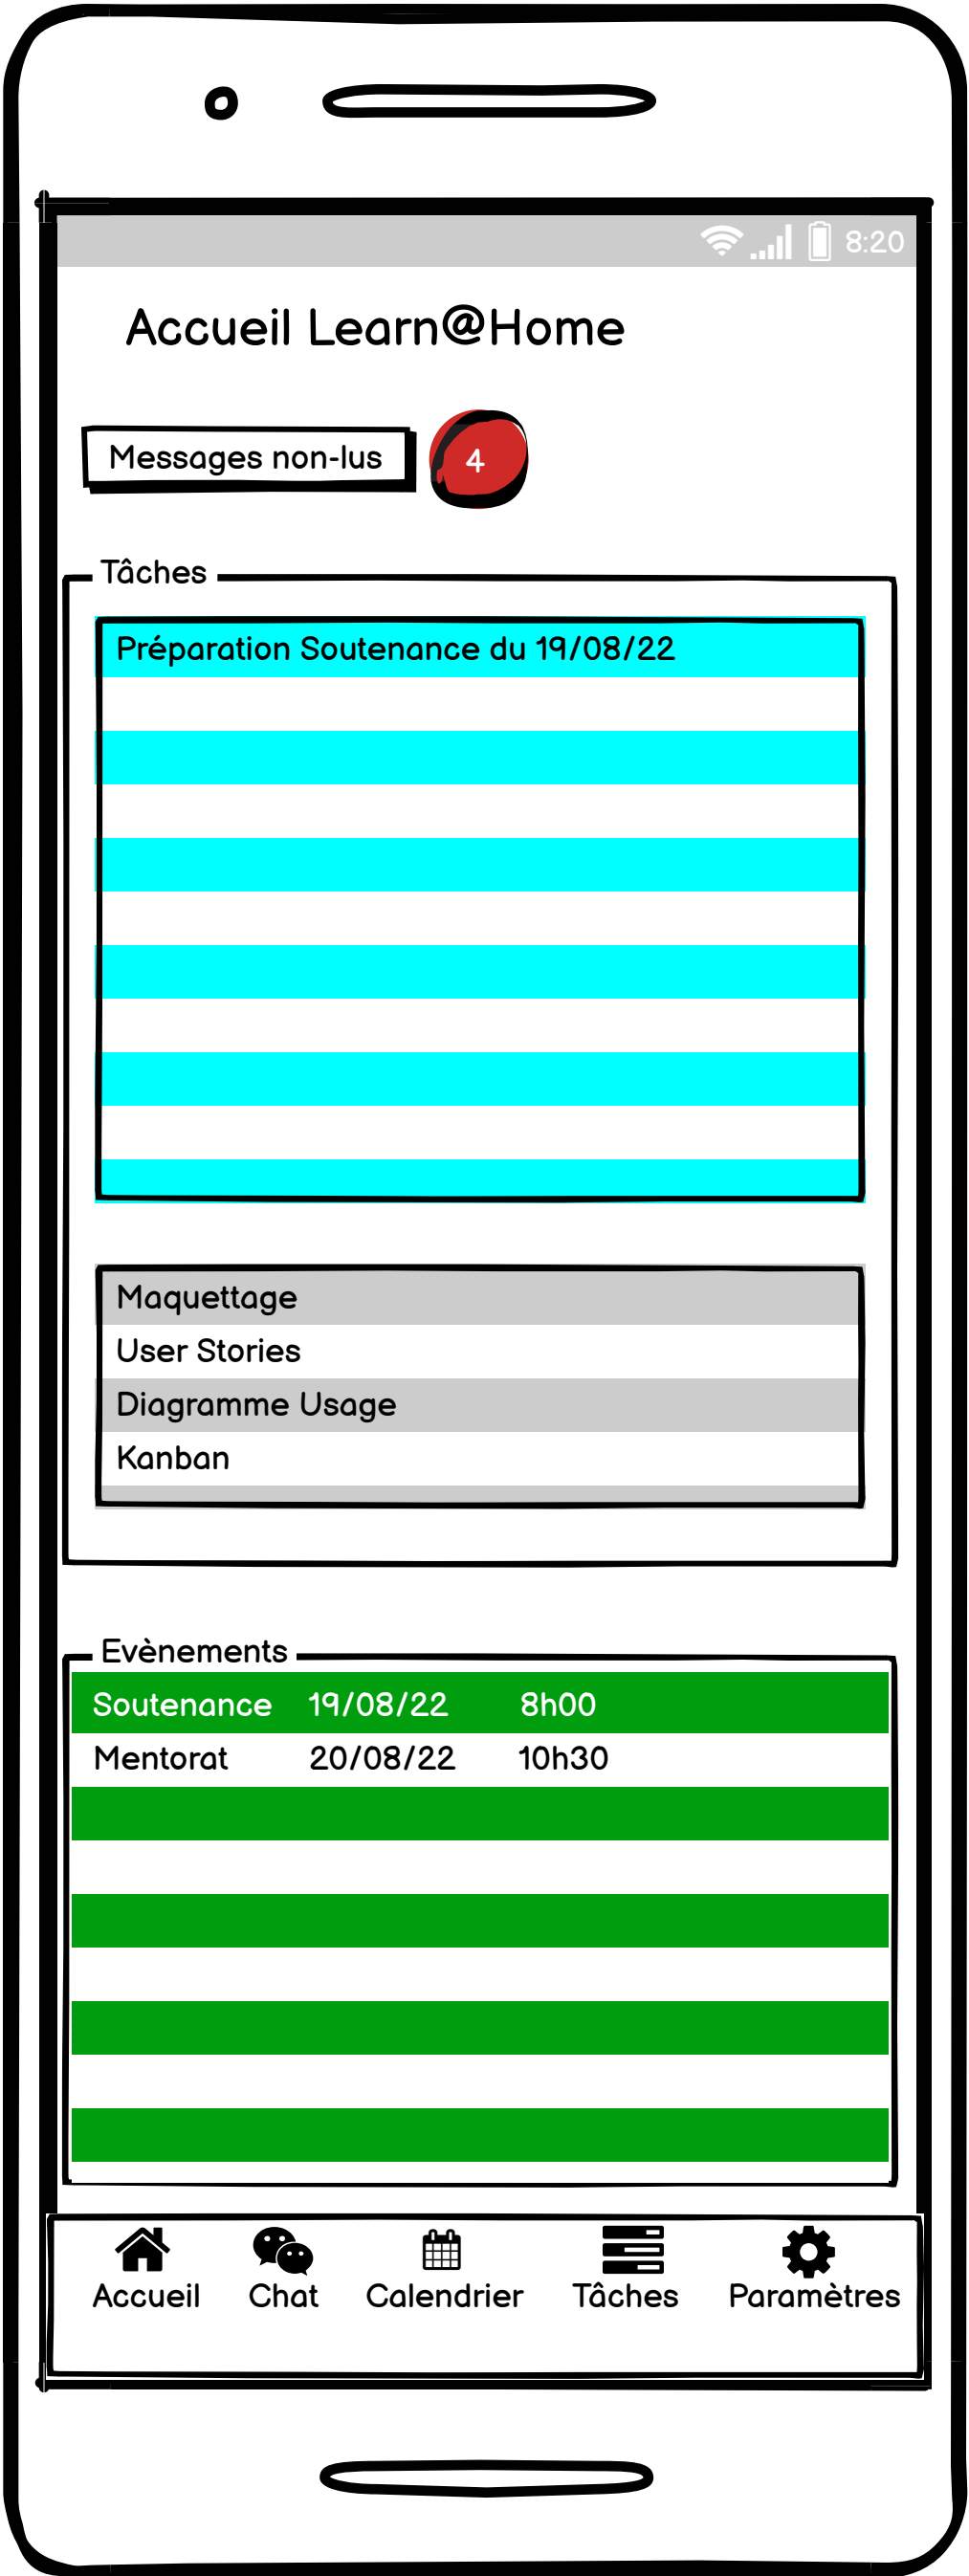 8:20
Accueil Learn@Home
Messages non-lus 4
Tâches
Préparation Soutenance du 19/08/22
Maquettage
User Stories
Diagramme Usage
Kanban
Evènements
Soutenance 19/08/22 8h00
Mentorat 20/08/22 10h30
Accueil Chat Calendrier Tâches Paramètres